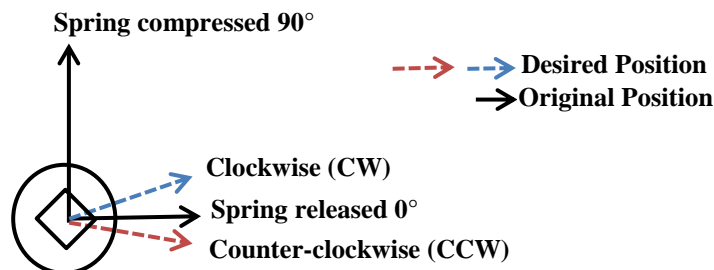 Spring compressed 90°
Desired Position
Original Position
Clockwise (CW)
Spring released 0°
Counter-clockwise (CCW)